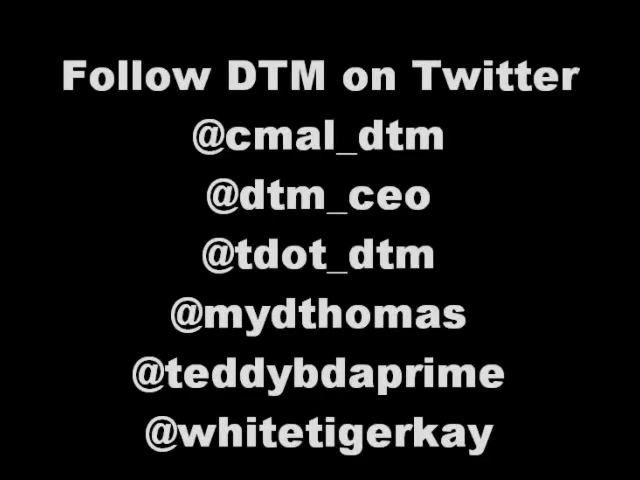 Follow DTM on Twitter
@cmal_dtm
@dtm_ceo
@tdot_dtm
@mydthomas
@teddybdaprime
@whitetigerkay